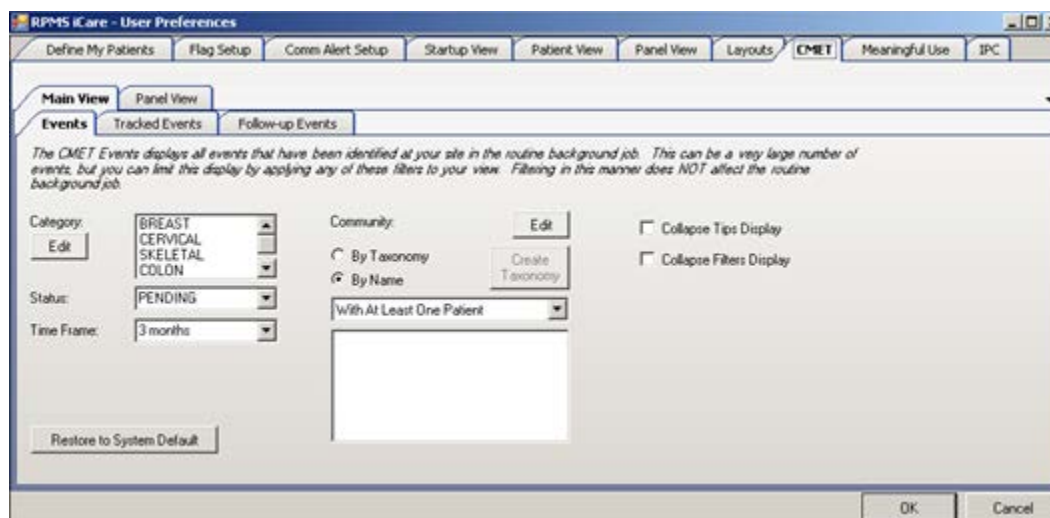 RPMS iCare - User Preferences
Define My Patients Flag Setup Comm Alert Setup Startup View Patient View Panel View Layouts CMET Meaningful Use IPC
Main View Panel View
Events Tracked Events Follow-up Events
The CMET Events displays all events that have been identified at your site in the routine background job. This can be a very large number of
events, but you can limit this display by applying any of these filters to your view. Filtering in this manner does NOT affect the routine
background job.
Category:
Edit
BREAST
CERVICAL
SKELETAL
COLON
Status: PENDING
Time Frame: 3 months
Restore to System Default
Community: Edit
By Taxonomy
By Name
Create
Taxonomy
With At Least One Patient
Collapse Tips Display
Collapse Filters Display
OK Cancel